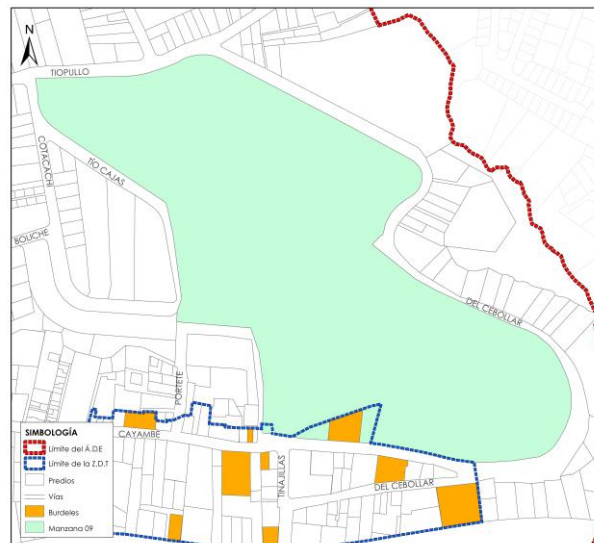 N
TIOPULLO
COTACACHI
TÍO CAJAS
BOUCHE
DEL CEBOLLAR
PORTETE
CAYAMBE
TINAJILLAS
DEL CEBOLLAR
SIMBOLOGÍA
Límite del Á.D.E
Límite de la Z.D.T
Predios
Vías
Burdeles
Manzana 09